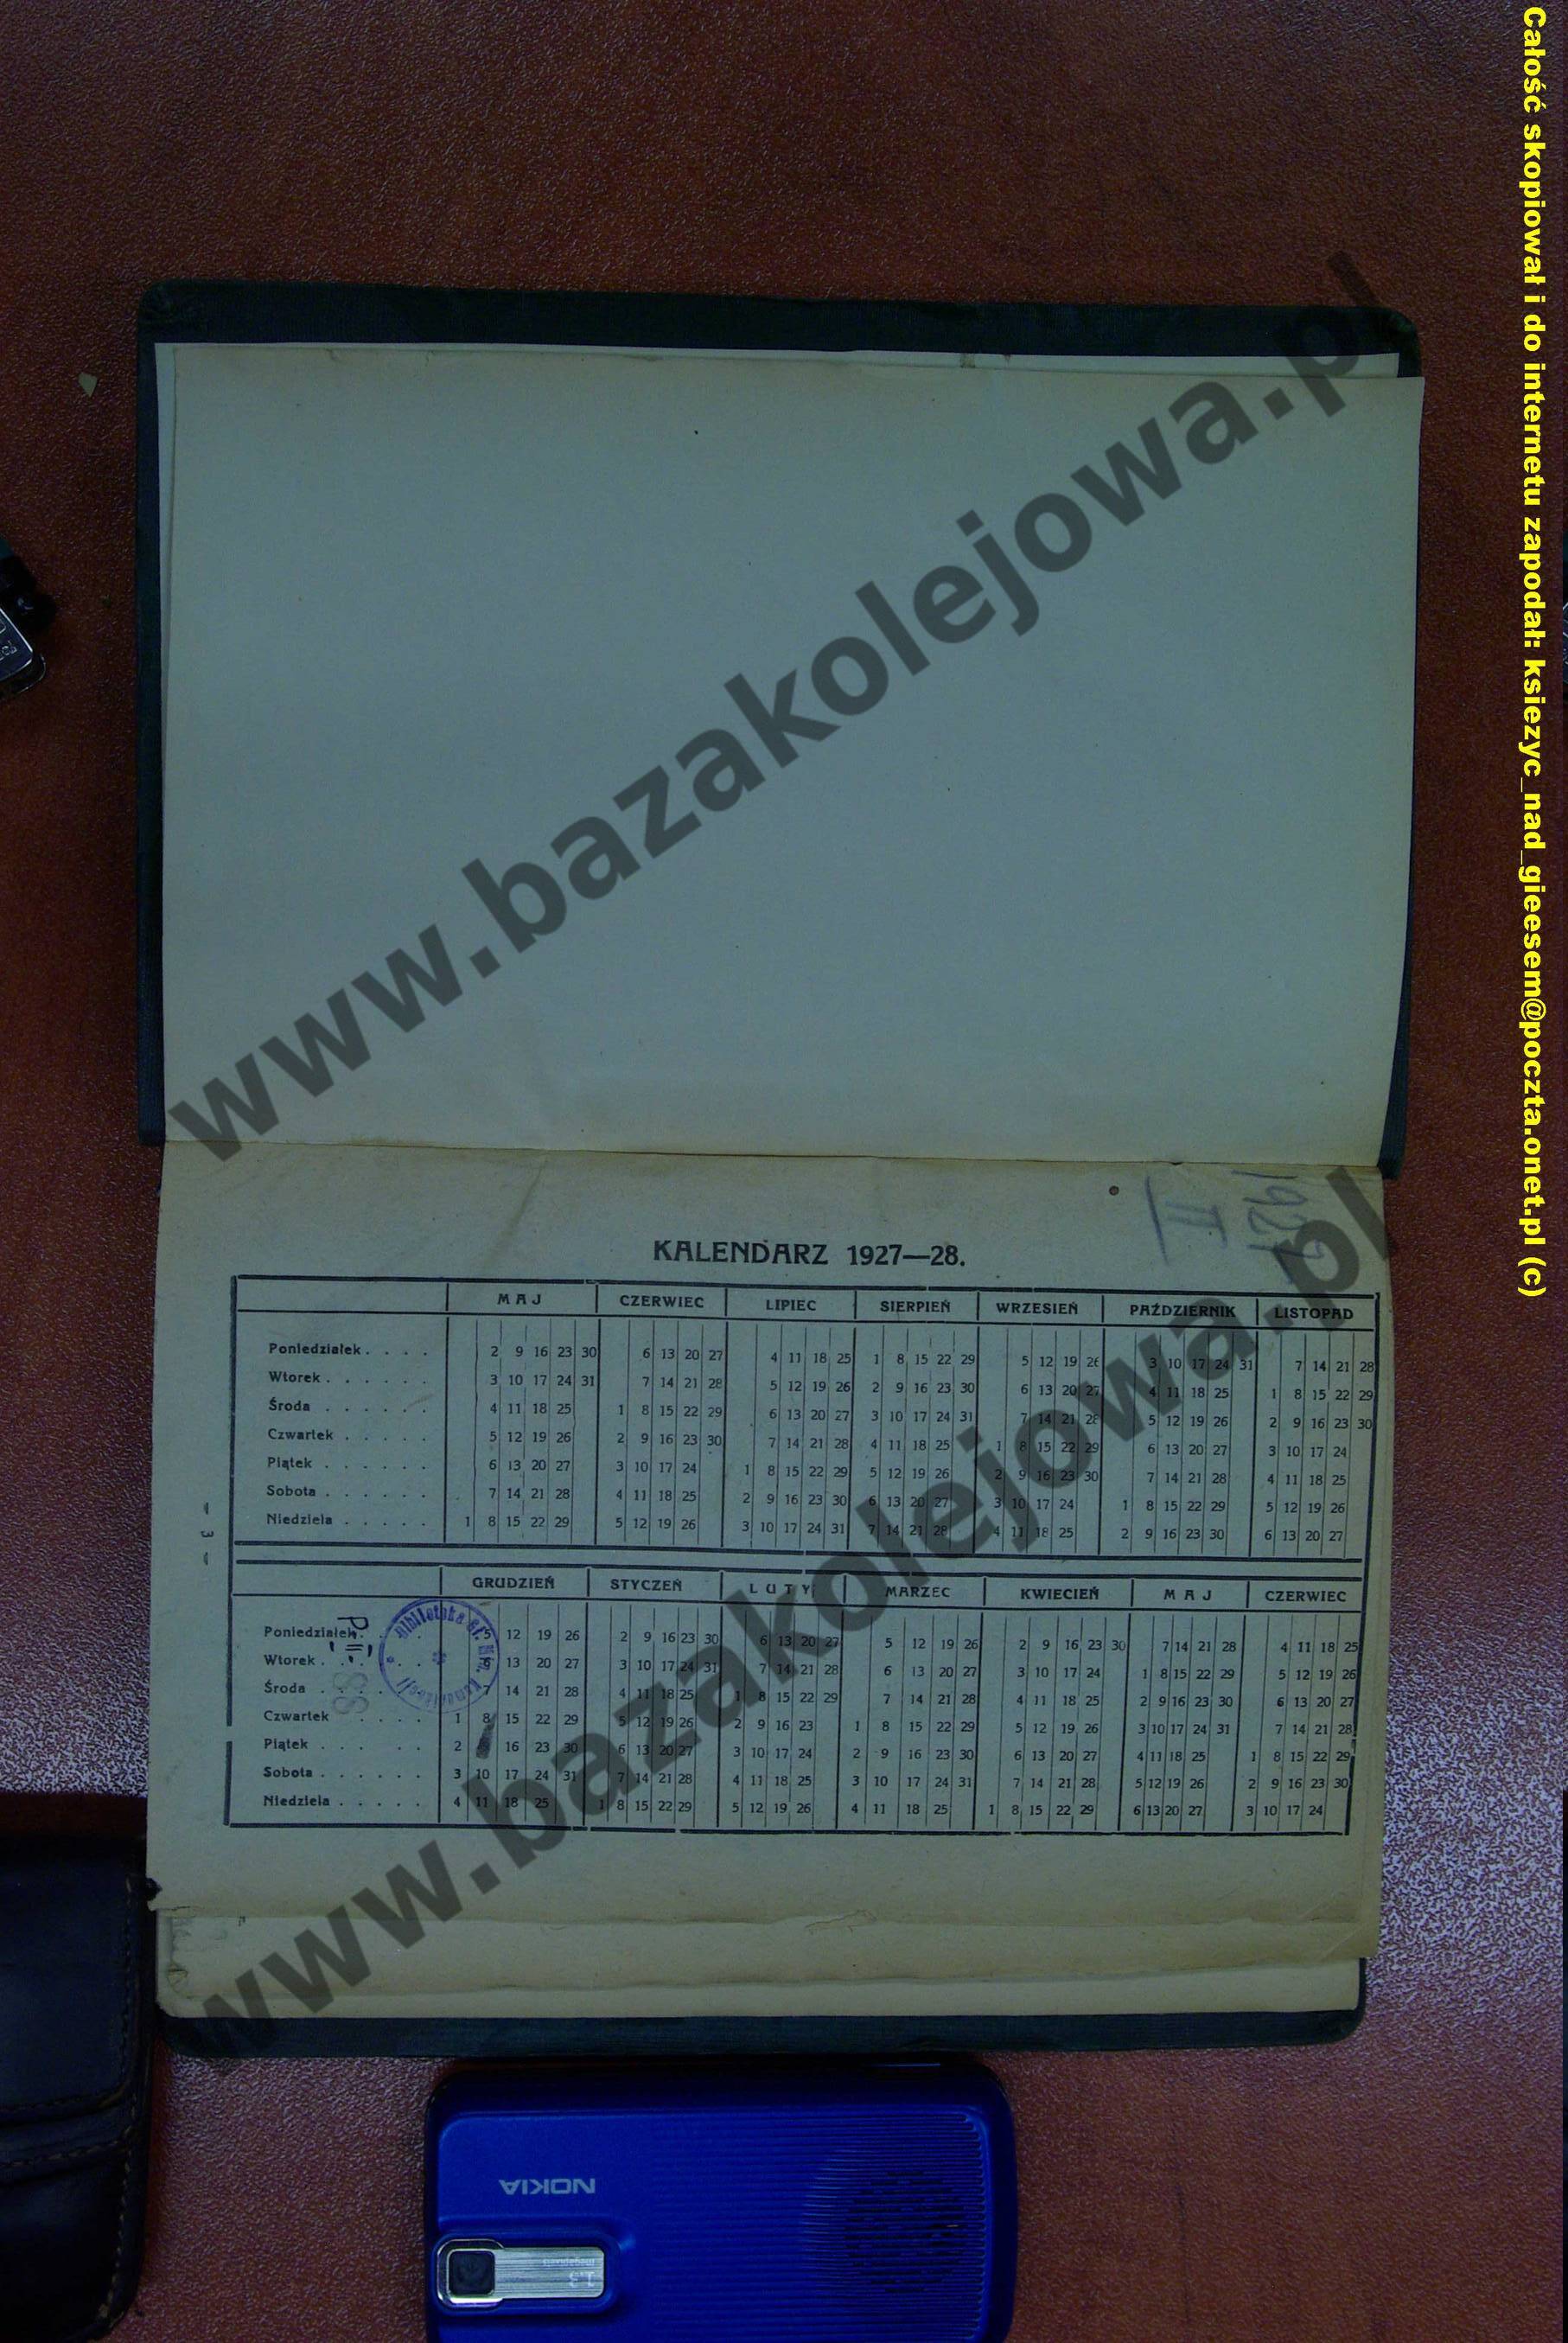 Całość skopiował i do internetu zapodał: ksiezyc_nad_gieesem@poczta.onet.pl (c)
www.bazakolejowa.pl
1927
II
KALENDARZ 1927—28.
MAJ CZERWIEC LIPIEC SIERPIEŃ WRZESIEŃ PAŹDZIERNIK LISTOPAD
Poniedziałek . . . . 2 9 16 23 30 6 13 20 27 4 11 18 25 1 8 15 22 29 5 12 19 26 3 10 17 24 31 7 14 21 28
Wtorek . . . . . . 3 10 17 24 31 7 14 21 28 5 12 19 26 2 9 16 23 30 6 13 20 27 4 11 18 25 1 8 15 22 29
Środa . . . . . . 4 11 18 25 1 8 15 22 29 6 13 20 27 3 10 17 24 31 7 14 21 28 5 12 19 26 2 9 16 23 30
Czwartek . . . . . 5 12 19 26 2 9 16 23 30 7 14 21 28 4 11 18 25 1 8 15 22 29 6 13 20 27 3 10 17 24
Piątek . . . . . . 6 13 20 27 3 10 17 24 1 8 15 22 29 5 12 19 26 2 9 16 23 30 7 14 21 28 4 11 18 25
Sobota . . . . . . 7 14 21 28 4 11 18 25 2 9 16 23 30 6 13 20 27 3 10 17 24 1 8 15 22 29 5 12 19 26
Niedziela . . . . . 1 8 15 22 29 5 12 19 26 3 10 17 24 31 7 14 21 28 4 11 18 25 2 9 16 23 30 6 13 20 27
— 3 —
GRUDZIEŃ STYCZEŃ LUTY MARZEC KWIECIEŃ MAJ CZERWIEC
Poniedziałek . . . 5 12 19 26 2 9 16 23 30 6 13 20 27 5 12 19 26 2 9 16 23 30 7 14 21 28 4 11 18 25
Wtorek . . . . . 6 13 20 27 3 10 17 24 31 7 14 21 28 6 13 20 27 3 10 17 24 1 8 15 22 29 5 12 19 26
Środa . . . . . 7 14 21 28 4 11 18 25 1 8 15 22 29 7 14 21 28 4 11 18 25 2 9 16 23 30 6 13 20 27
Czwartek . . . . 1 8 15 22 29 5 12 19 26 2 9 16 23 1 8 15 22 29 5 12 19 26 3 10 17 24 31 7 14 21 28
Piątek . . . . . 2 16 23 30 6 13 20 27 3 10 17 24 2 9 16 23 30 6 13 20 27 4 11 18 25 1 8 15 22 29
Sobota . . . . . . 3 10 17 24 31 7 14 21 28 4 11 18 25 3 10 17 24 31 7 14 21 28 5 12 19 26 2 9 16 23 30
Niedziela . . . . . 4 11 18 25 1 8 15 22 29 5 12 19 26 4 11 18 25 1 8 15 22 29 6 13 20 27 3 10 17 24
www.bazakolejowa.pl
NOKIA